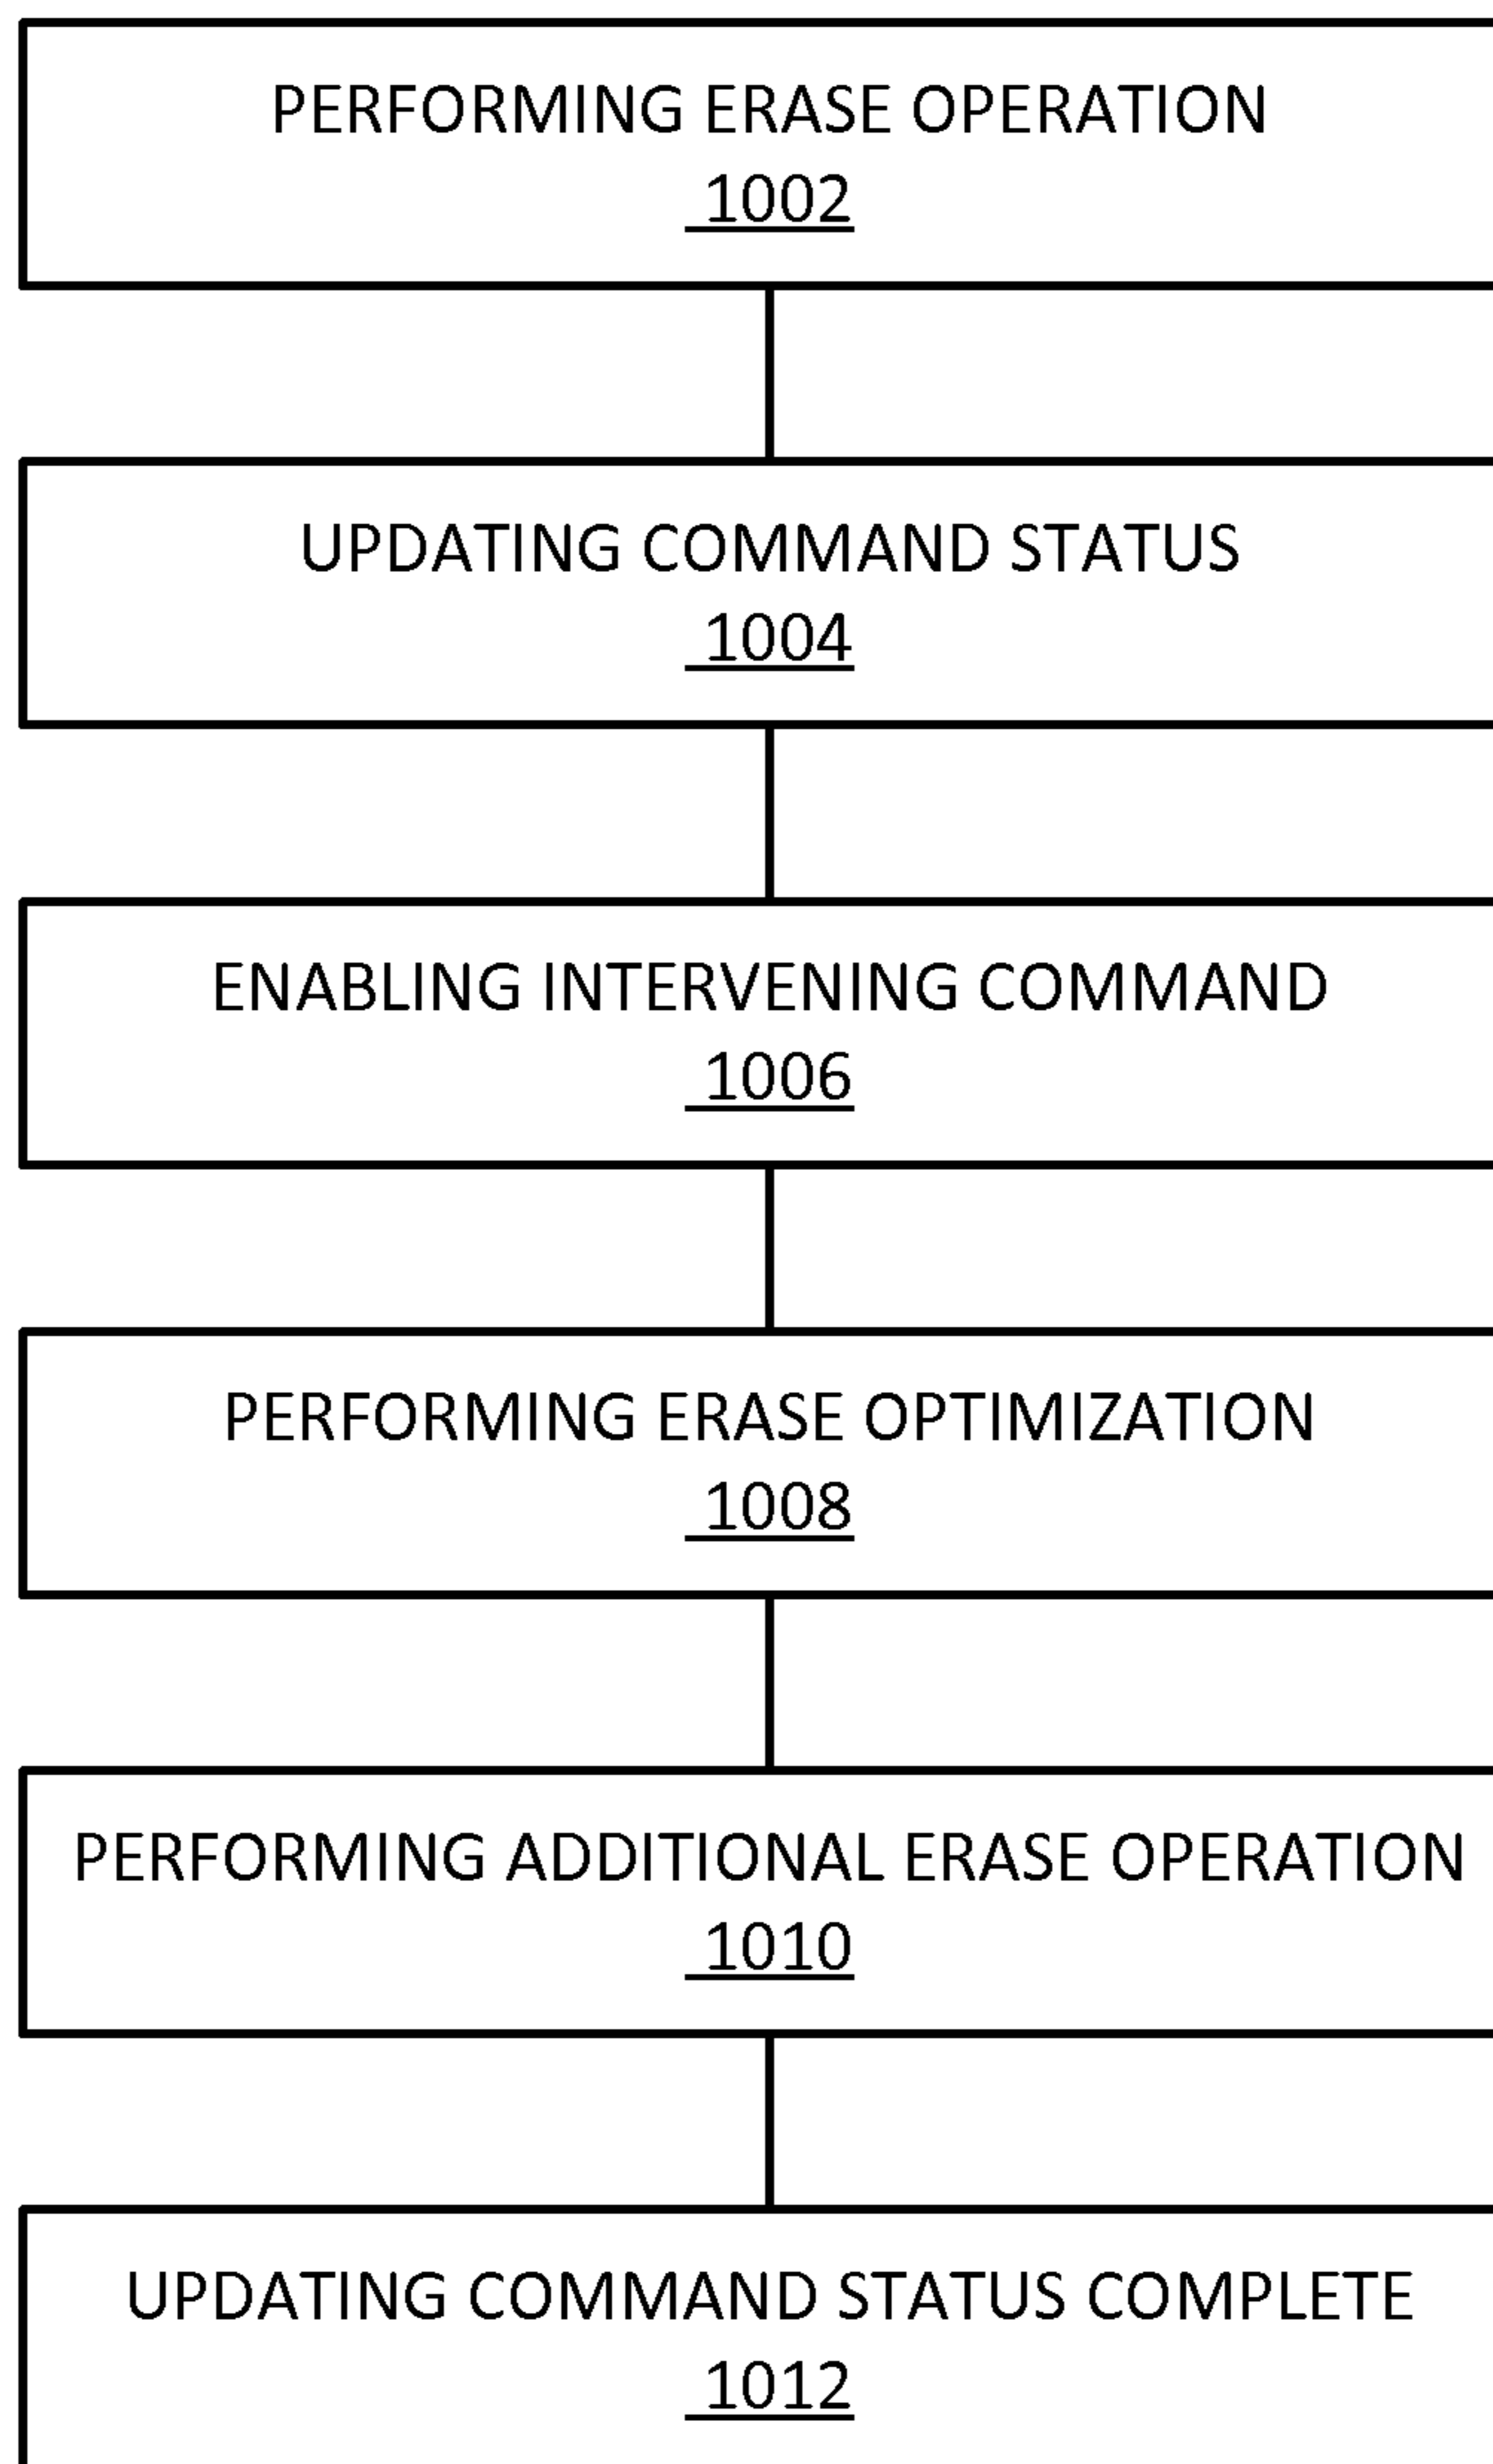 PERFORMING ERASE OPERATION
1002
UPDATING COMMAND STATUS
1004
ENABLING INTERVENING COMMAND
1006
PERFORMING ERASE OPTIMIZATION
1008
PERFORMING ADDITIONAL ERASE OPERATION
1010
UPDATING COMMAND STATUS COMPLETE
1012